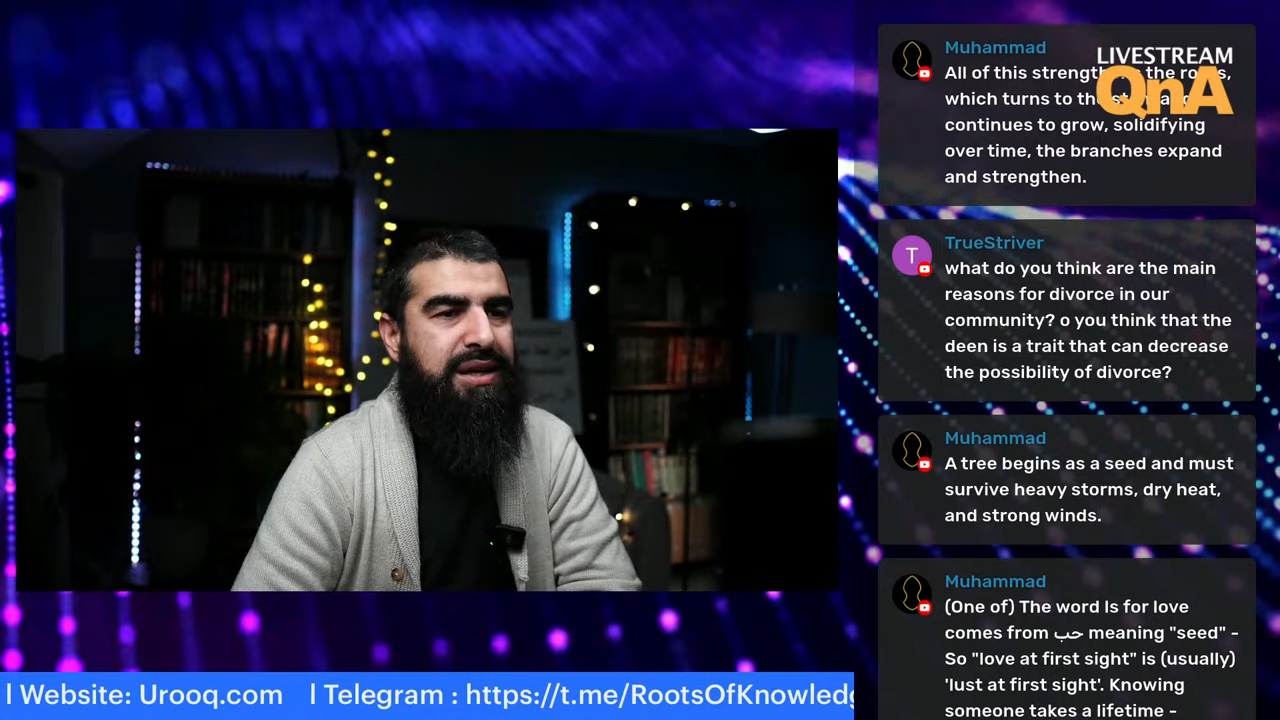 Muhammad
All of this strength
which turns to the
continues to grow, solidifying
over time, the branches expand
and strengthen.
LIVESTREAM
QnA
TrueStriver
what do you think are the main
reasons for divorce in our
community? o you think that the
deen is a trait that can decrease
the possibility of divorce?
Muhammad
A tree begins as a seed and must
survive heavy storms, dry heat,
and strong winds.
Muhammad
(One of) The word Is for love
comes from حب meaning "seed" -
So "love at first sight" is (usually)
'lust at first sight'. Knowing
someone takes a lifetime -
T
l Website: Urooq.com l Telegram : https://t.me/RootsOfKnowledg